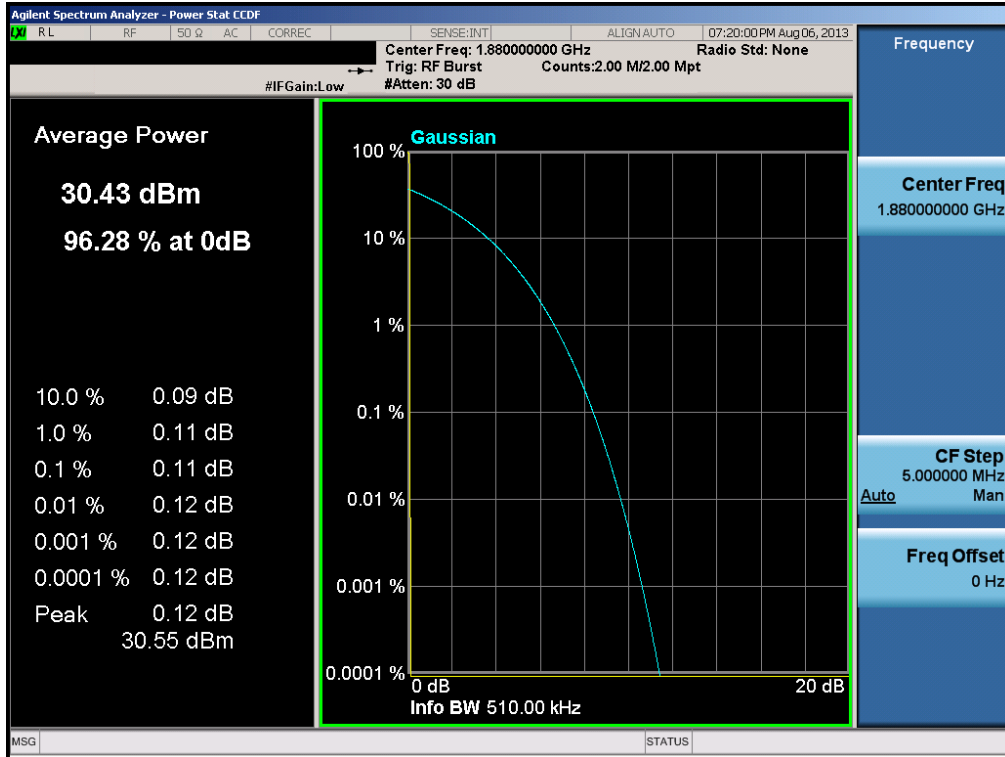 Agilent Spectrum Analyzer - Power Stat CCDF
LXI RL RF 50 Ω AC CORREC SENSE:INT ALIGN AUTO 07:20:00 PM Aug 06, 2013
Center Freq: 1.880000000 GHz Radio Std: None
Trig: RF Burst Counts:2.00 M/2.00 Mpt
#IFGain:Low #Atten: 30 dB
Average Power
30.43 dBm
96.28 % at 0dB
10.0 % 0.09 dB
1.0 % 0.11 dB
0.1 % 0.11 dB
0.01 % 0.12 dB
0.001 % 0.12 dB
0.0001 % 0.12 dB
Peak 0.12 dB
30.55 dBm
Gaussian
100 %
10 %
1 %
0.1 %
0.01 %
0.001 %
0.0001 %
0 dB 20 dB
Info BW 510.00 kHz
Frequency
Center Freq
1.880000000 GHz
CF Step
5.000000 MHz
Auto Man
Freq Offset
0 Hz
MSG STATUS